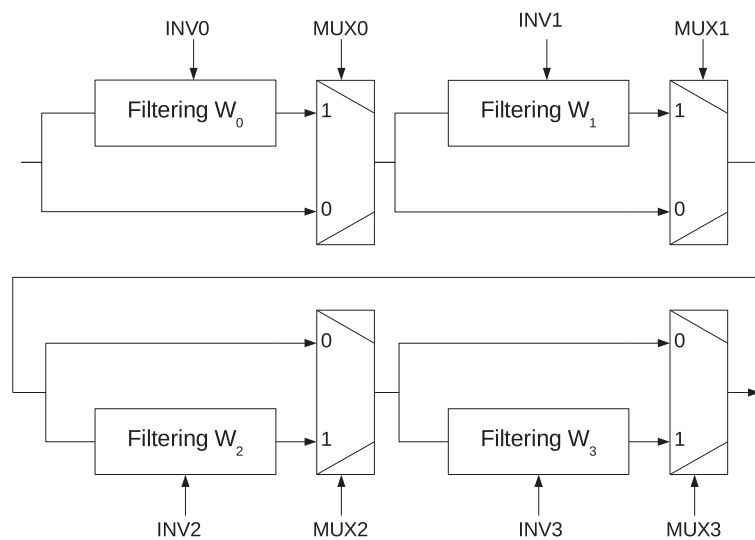 INV0 MUX0 INV1 MUX1
Filtering W0 1 Filtering W1 1
0 0
0 0
Filtering W2 1 Filtering W3 1
INV2 MUX2 INV3 MUX3